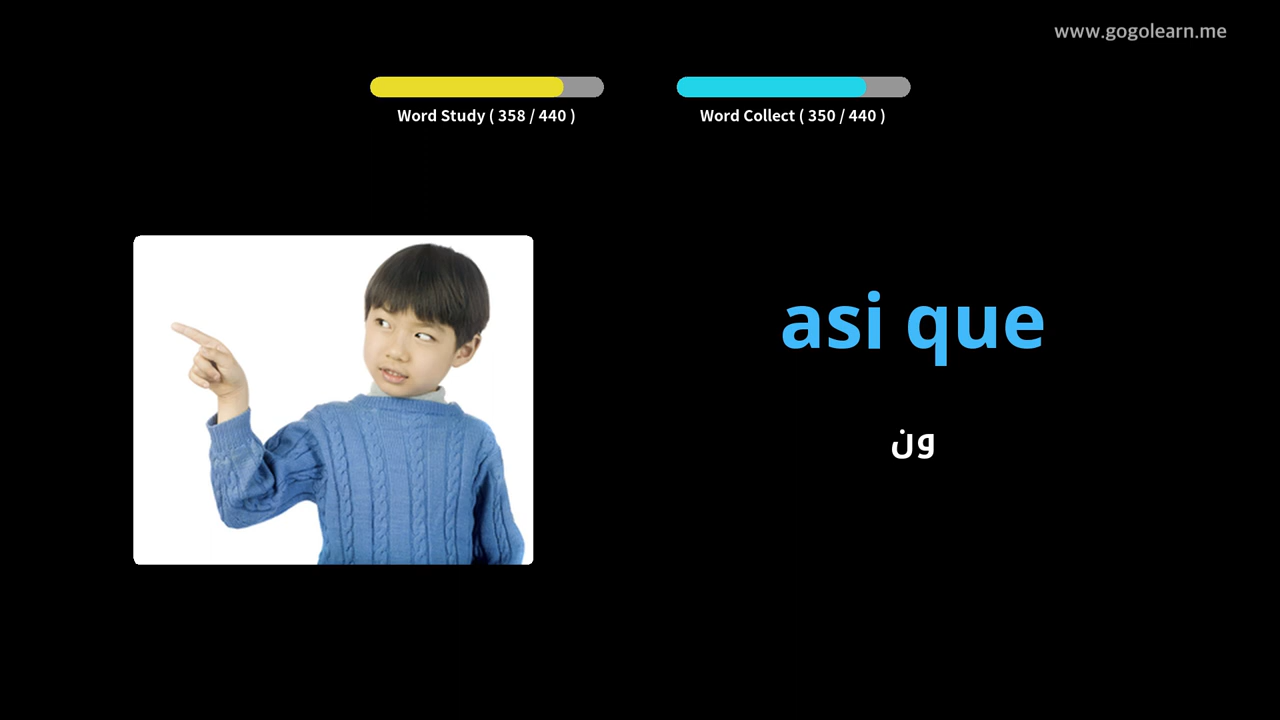 www.gogolearn.me
Word Study ( 358 / 440 )
Word Collect ( 350 / 440 )
asi que
ون